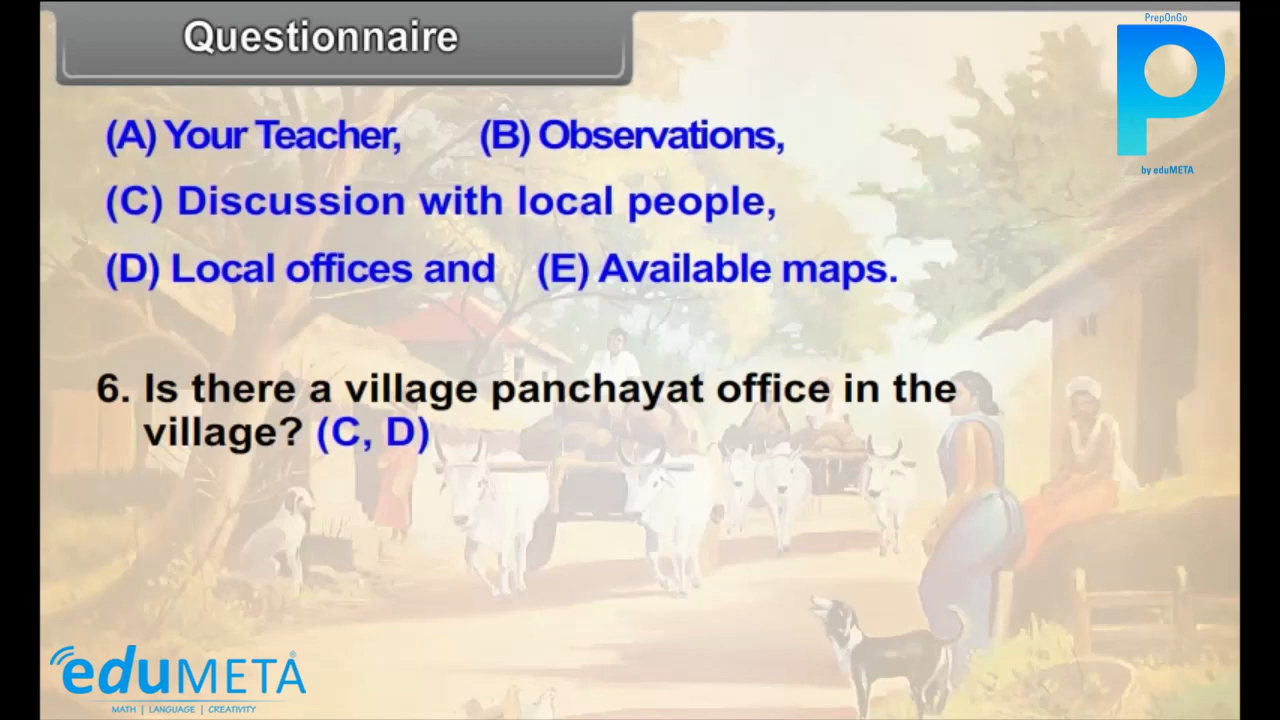 Questionnaire
PrepOnGo
P
by eduMETA
(A) Your Teacher, (B) Observations,
(C) Discussion with local people,
(D) Local offices and (E) Available maps.
6. Is there a village panchayat office in the
village? (C, D)
eduMETA®
MATH | LANGUAGE | CREATIVITY